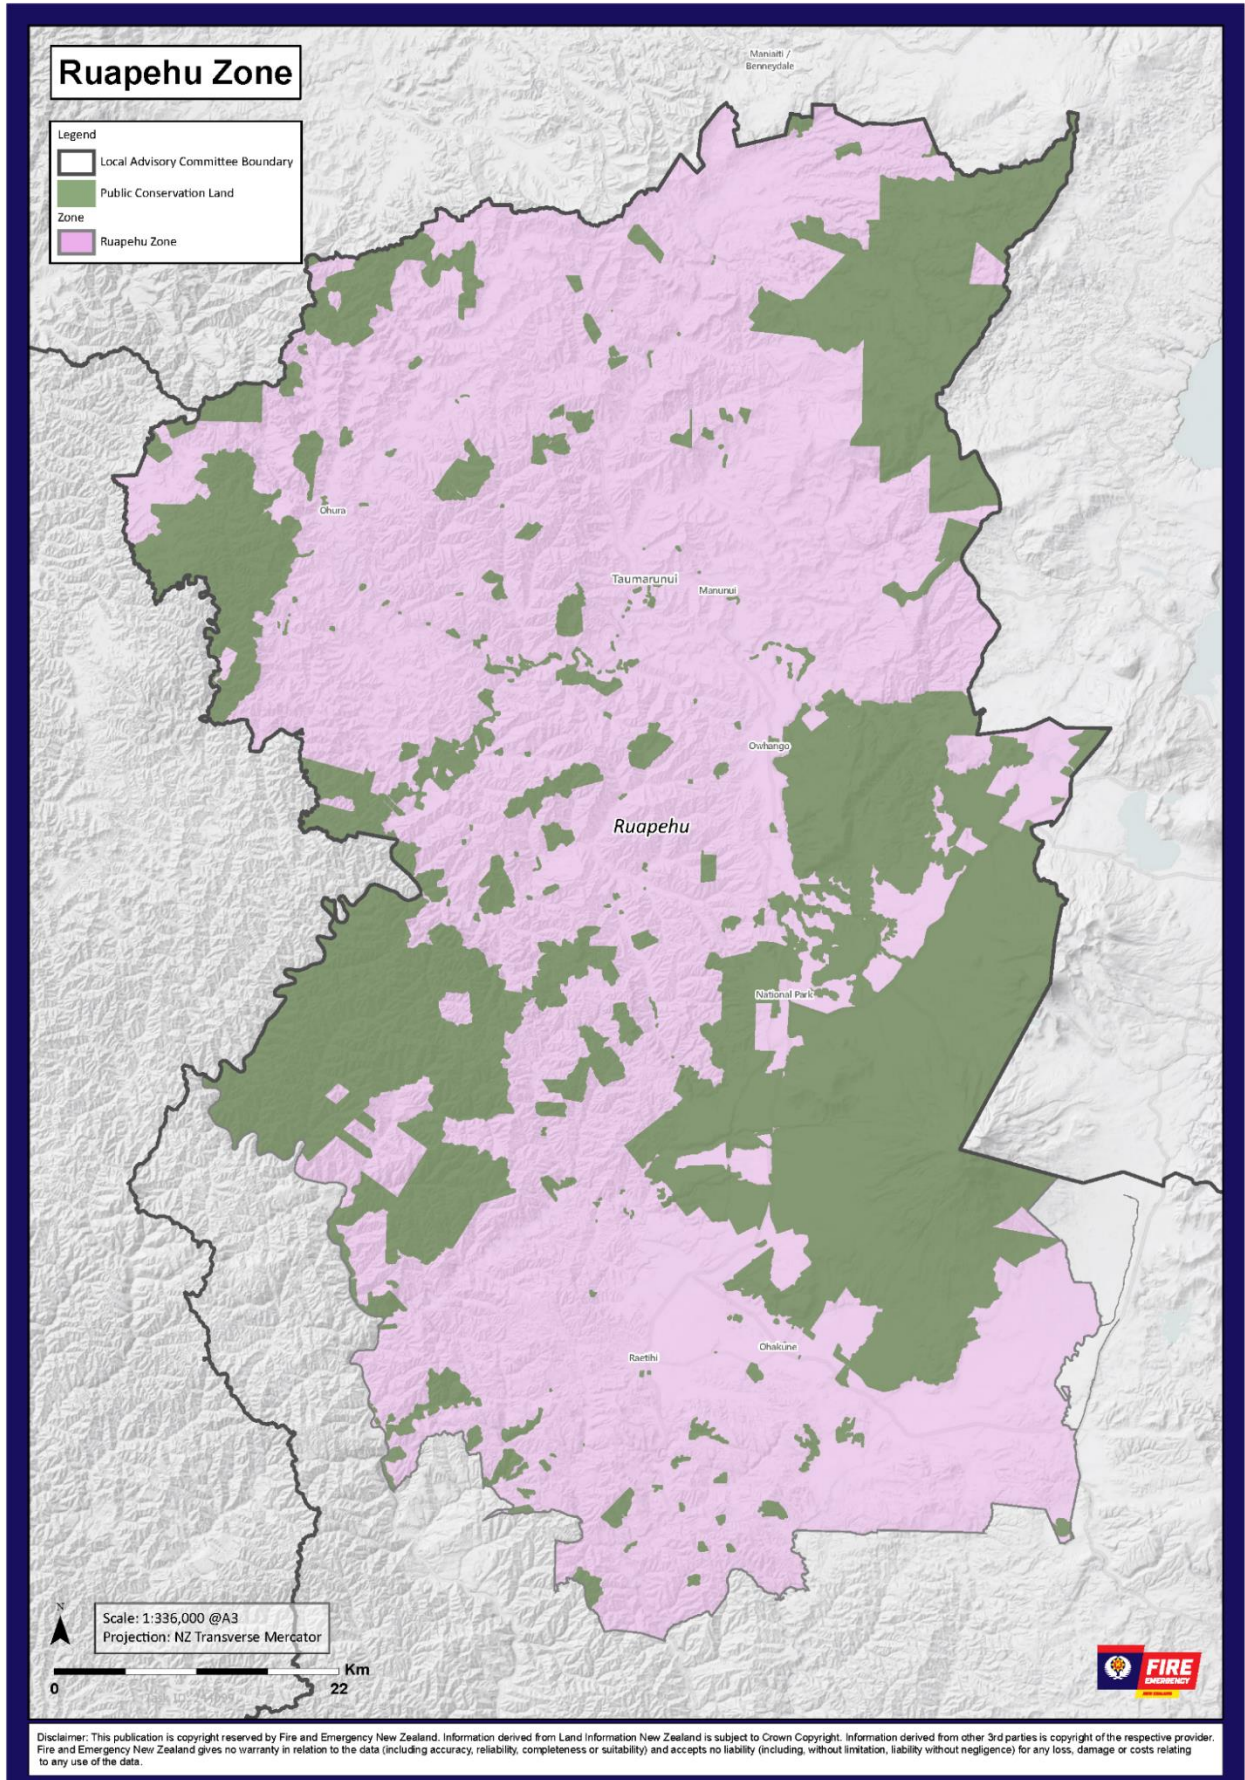 Ruapehu Zone
Maniaiti /
Benneydale
Legend
Local Advisory Committee Boundary
Public Conservation Land
Zone
Ruapehu Zone
Ohura
Taumarunui
Manunui
Owhango
Ruapehu
National Park
Ohakune
Raetihi
N
Scale: 1:336,000 @A3
Projection: NZ Transverse Mercator
Km
0 22
FIRE
EMERGENCY
NEW ZEALAND
Disclaimer: This publication is copyright reserved by Fire and Emergency New Zealand. Information derived from Land Information New Zealand is subject to Crown Copyright. Information derived from other 3rd parties is copyright of the respective provider.
Fire and Emergency New Zealand gives no warranty in relation to the data (including accuracy, reliability, completeness or suitability) and accepts no liability (including, without limitation, liability without negligence) for any loss, damage or costs relating
to any use of the data.